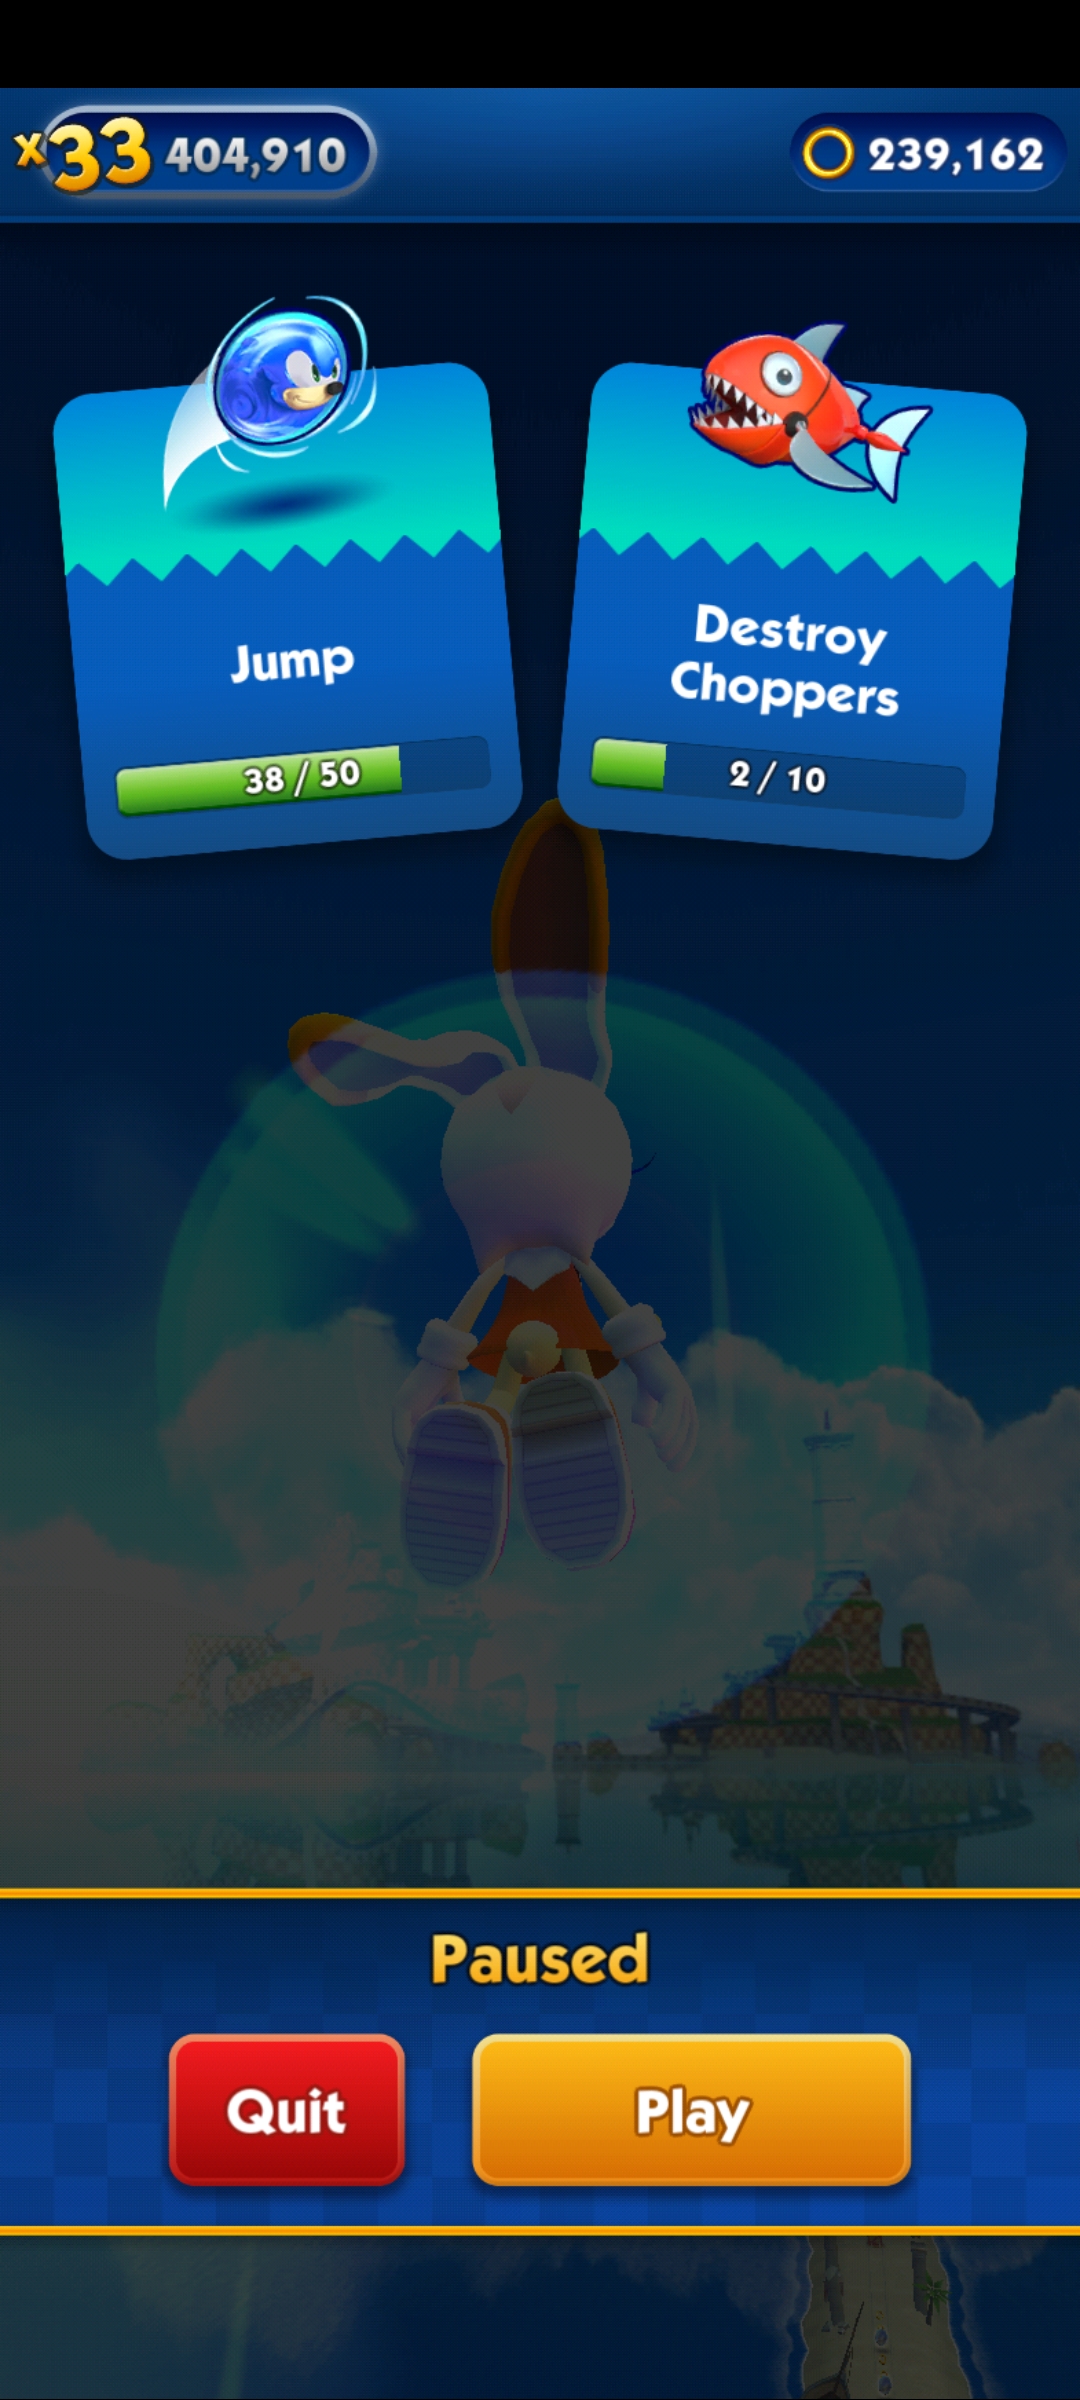 x33 404,910
239,162
Jump
38 / 50
Destroy
Choppers
2 / 10
Paused
Quit
Play